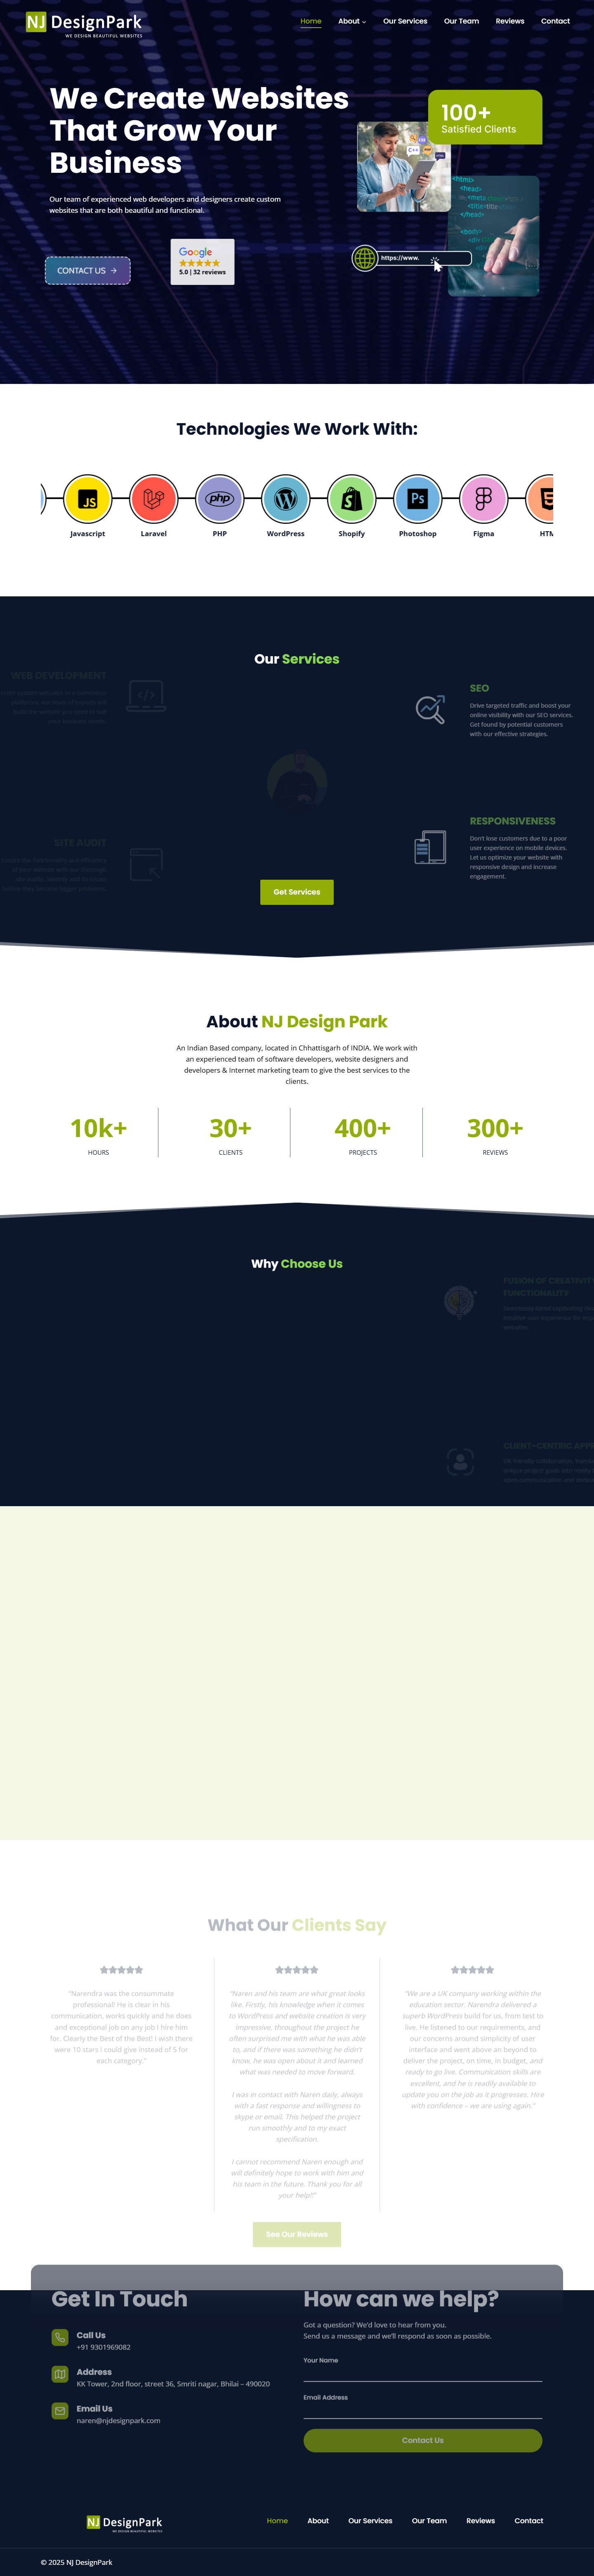 NJ DesignPark
WE DESIGN BEAUTIFUL WEBSITES
Home
About
Our Services
Our Team
Reviews
Contact
We Create Websites
That Grow Your
Business
Our team of experienced web developers and designers create custom
websites that are both beautiful and functional.
CONTACT US →
Google
5.0 | 32 reviews
100+
Satisfied Clients
<html>
<head>
<title>title
</head>
<body>
https://www.
Technologies We Work With:
Javascript
Laravel
PHP
WordPress
Shopify
Photoshop
Figma
HTM
Our Services
WEB DEVELOPMENT
SEO
Drive targeted traffic and boost your
online visibility with our SEO services.
Get found by potential customers
with our effective strategies.
SITE AUDIT
RESPONSIVENESS
Don't lose customers due to a poor
user experience on mobile devices.
Let us optimize your website with
responsive design and increase
engagement.
Get Services
About NJ Design Park
An Indian Based company, located in Chhattisgarh of INDIA. We work with
an experienced team of software developers, website designers and
developers & Internet marketing team to give the best services to the
clients.
10k+
HOURS
30+
CLIENTS
400+
PROJECTS
300+
REVIEWS
Why Choose Us
FUSION OF CREATIVIT
FUNCTIONALITY
CLIENT-CENTRIC APP
What Our Clients Say
"Narendra was the consummate
professional! He is clear in his
communication, works quickly and he does
and exceptional job on any job I hire him
for. Clearly the Best of the Best! I wish there
were 10 stars I could give instead of 5 for
each category."
"Naren and his team are what great looks
like. Firstly, his knowledge when it comes
to WordPress and website creation is very
impressive, throughout the project he
often surprised me with what he was able
to, and if there was something he didn't
know, he was open about it and learned
what was needed to move forward.
I was in contact with Naren daily, always
with a fast response and willingness to
skype or email. This helped the project
run smoothly and to my exact
specification.
I cannot recommend Naren enough and
will definitely hope to work with him and
his team in the future. Thank you for all
your help!!"
"We are a UK company working within the
education sector. Narendra delivered a
superb WordPress build for us, from test to
live. He listened to our requirements, and
our concerns around simplicity of user
interface and went above an beyond to
deliver the project, on time, in budget, and
ready to go live. Communication skills are
excellent, and he is readily available to
update you on the job as it progresses. Hire
with confidence – we are using again."
See Our Reviews
Get In Touch
Call Us
+91 9301969082
Address
KK Tower, 2nd floor, street 36, Smriti nagar, Bhilai – 490020
Email Us
naren@njdesignpark.com
How can we help?
Got a question? We'd love to hear from you.
Send us a message and we'll respond as soon as possible.
Your Name
Email Address
Contact Us
NJ DesignPark
WE DESIGN BEAUTIFUL WEBSITES
Home
About
Our Services
Our Team
Reviews
Contact
© 2025 NJ DesignPark